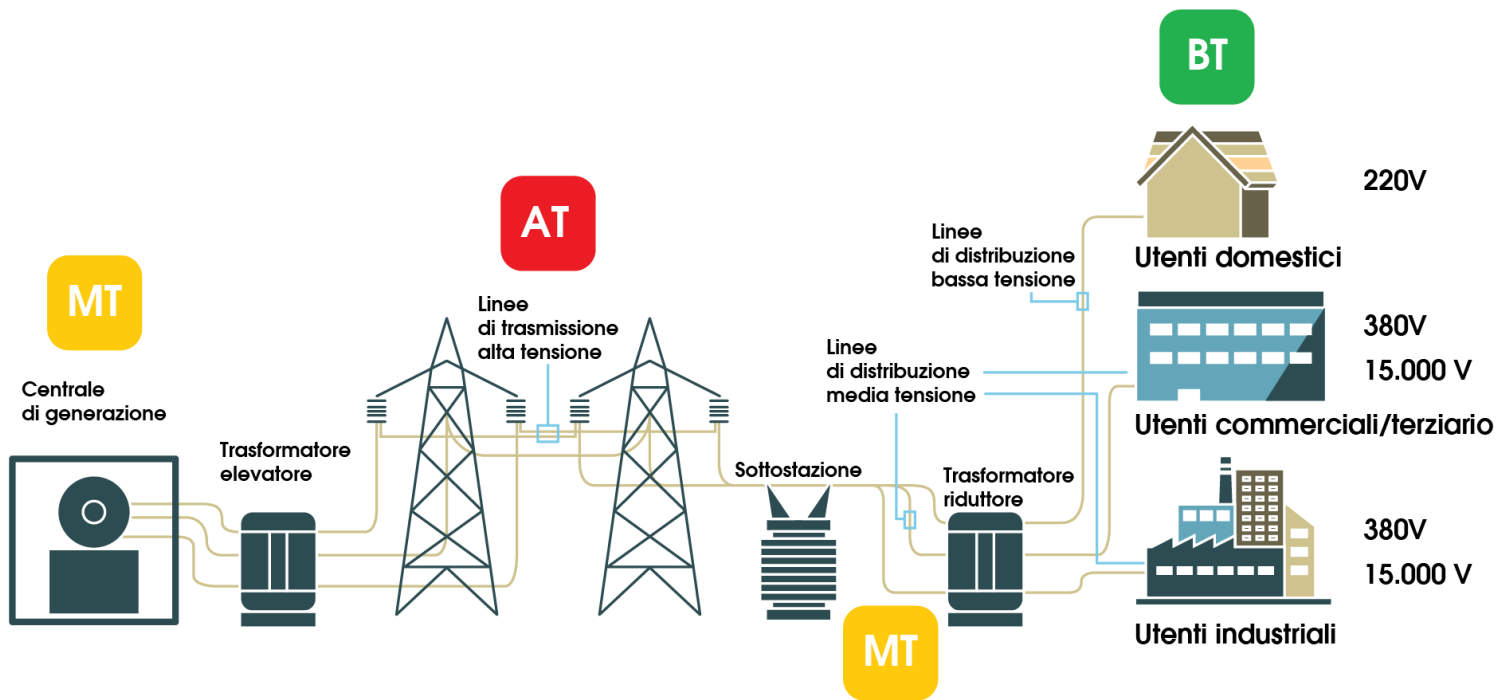 BT
220V
Utenti domestici
AT
Linee
di distribuzione
bassa tensione
MT
Linee
di trasmissione
alta tensione
380V
15.000 V
Utenti commerciali/terziario
Linee
di distribuzione
media tensione
Centrale
di generazione
Trasformatore
elevatore
Sottostazione
Trasformatore
riduttore
380V
15.000 V
Utenti industriali
MT